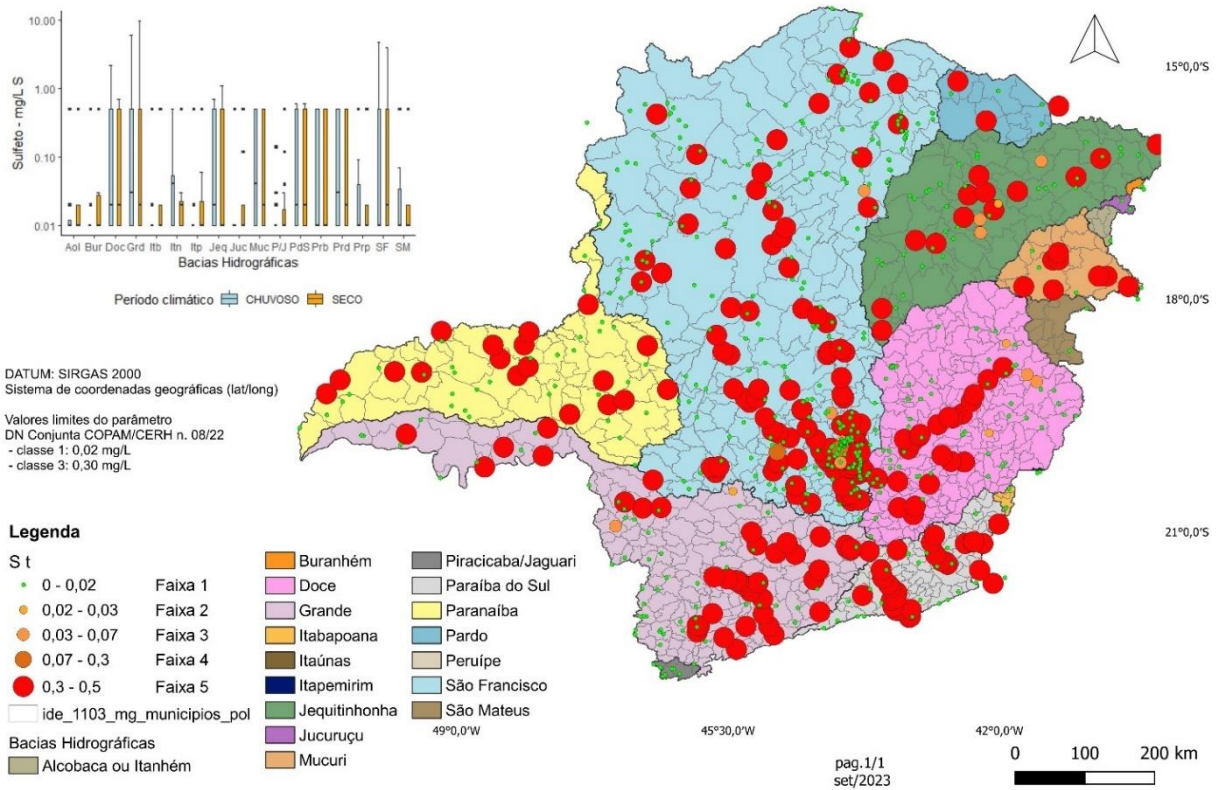 10.00
1.00
0.10
0.01
Sulfeto - mg/L S
Aol Bur Doc Grd Itb Itn Itp Jeq Juc Muc P/J PdS Prb Prd Prp SF SM
Bacias Hidrográficas
Período climático CHUVOSO SECO
15°0,0'S
18°0,0'S
21°0,0'S
DATUM: SIRGAS 2000
Sistema de coordenadas geográficas (lat/long)
Valores limites do parâmetro
DN Conjunta COPAM/CERH n. 08/22
- classe 1: 0,02 mg/L
- classe 3: 0,30 mg/L
Legenda
S t
0 - 0,02 Faixa 1
0,02 - 0,03 Faixa 2
0,03 - 0,07 Faixa 3
0,07 - 0,3 Faixa 4
0,3 - 0,5 Faixa 5
ide_1103_mg_municipios_pol
Bacias Hidrográficas
Alcobaca ou Itanhém
Buranhém
Doce
Grande
Itabapoana
Itaúnas
Itapemirim
Jequitinhonha
Jucuruçu
Mucuri
Piracicaba/Jaguari
Paraíba do Sul
Paranaíba
Pardo
Peruípe
São Francisco
São Mateus
49°0,0'W
45°30,0'W
42°0,0'W
pag.1/1
set/2023
0 100 200 km